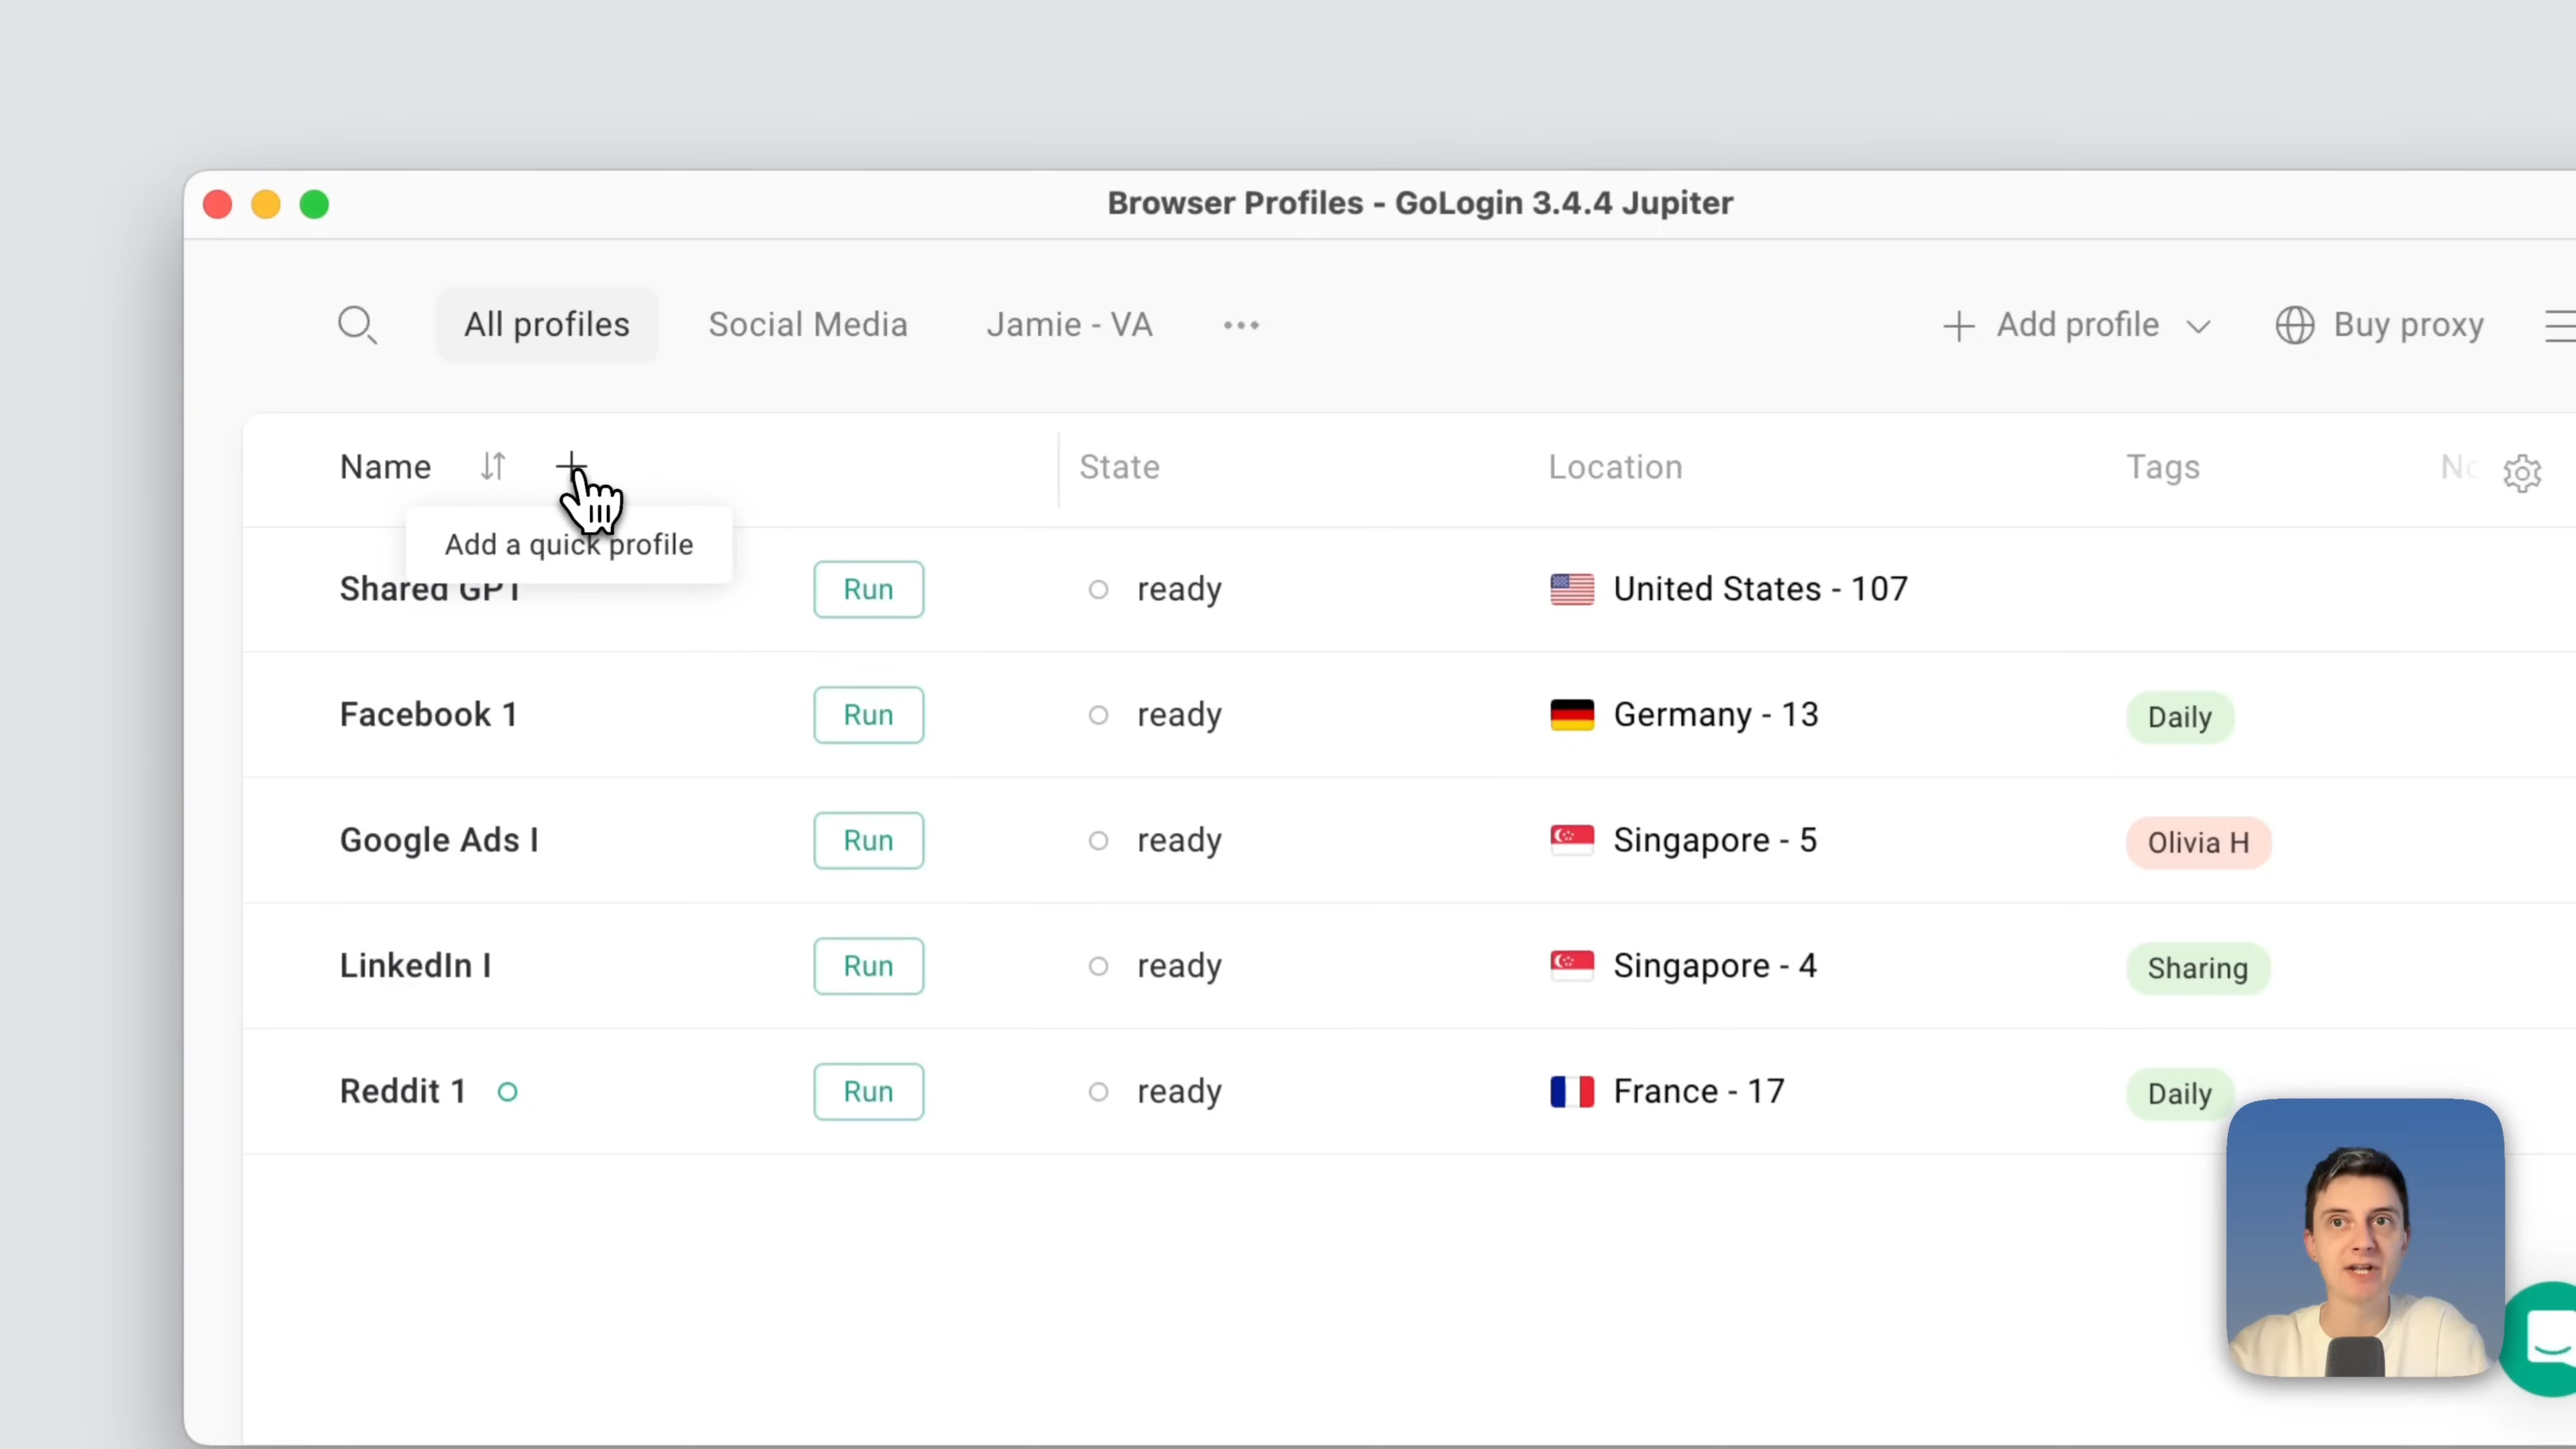 Browser Profiles - GoLogin 3.4.4 Jupiter
All profiles Social Media Jamie - VA Add profile Buy proxy
Name State Location Tags
Add a quick profile
Shared GPT Run ready United States - 107
Facebook 1 Run ready Germany - 13 Daily
Google Ads I Run ready Singapore - 5 Olivia H
LinkedIn I Run ready Singapore - 4 Sharing
Reddit 1 Run ready France - 17 Daily